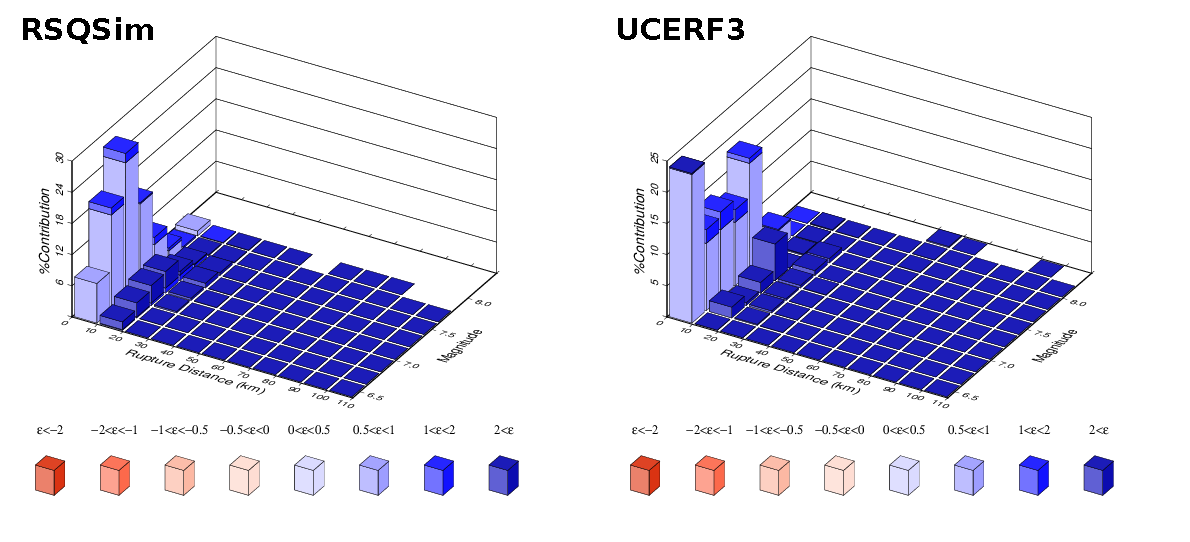 RSQSim
UCERF3
%Contribution
30
24
18
12
6
0
10
20
30
40
50
60
70
80
90
100
110
Rupture Distance (km)
6.5
7.0
7.5
8.0
Magnitude
ε<−2
−2<ε<−1
−1<ε<−0.5
−0.5<ε<0
0<ε<0.5
0.5<ε<1
1<ε<2
2<ε
%Contribution
25
20
15
10
5
0
10
20
30
40
50
60
70
80
90
100
110
Rupture Distance (km)
6.5
7.0
7.5
8.0
Magnitude
ε<−2
−2<ε<−1
−1<ε<−0.5
−0.5<ε<0
0<ε<0.5
0.5<ε<1
1<ε<2
2<ε